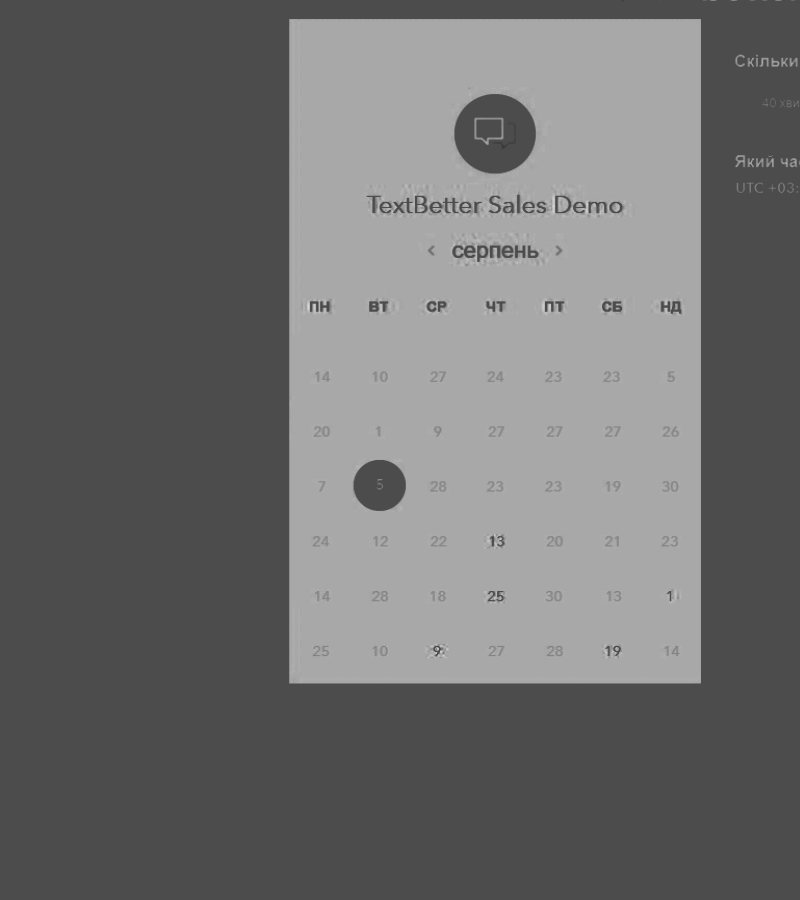 TextBetter Sales Demo
< серпень >
ПН ВТ СР ЧТ ПТ СБ НД
14 10 27 24 23 23 5
20 1 9 27 27 27 26
7 5 28 23 23 19 30
24 12 22 13 20 21 23
14 28 18 25 30 13 1
25 10 9 27 28 19 14
Скільки
40 хви
Який ча
UTC +03: